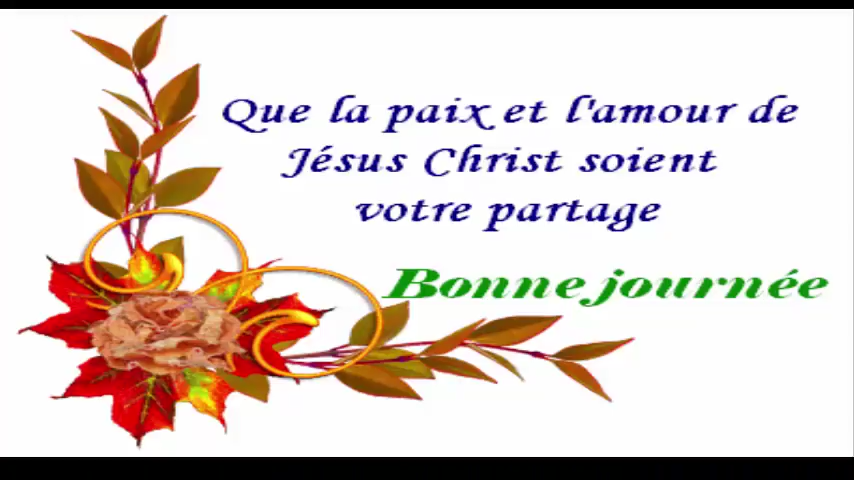 Que la paix et l'amour de
Jésus Christ soient
votre partage
Bonne journée